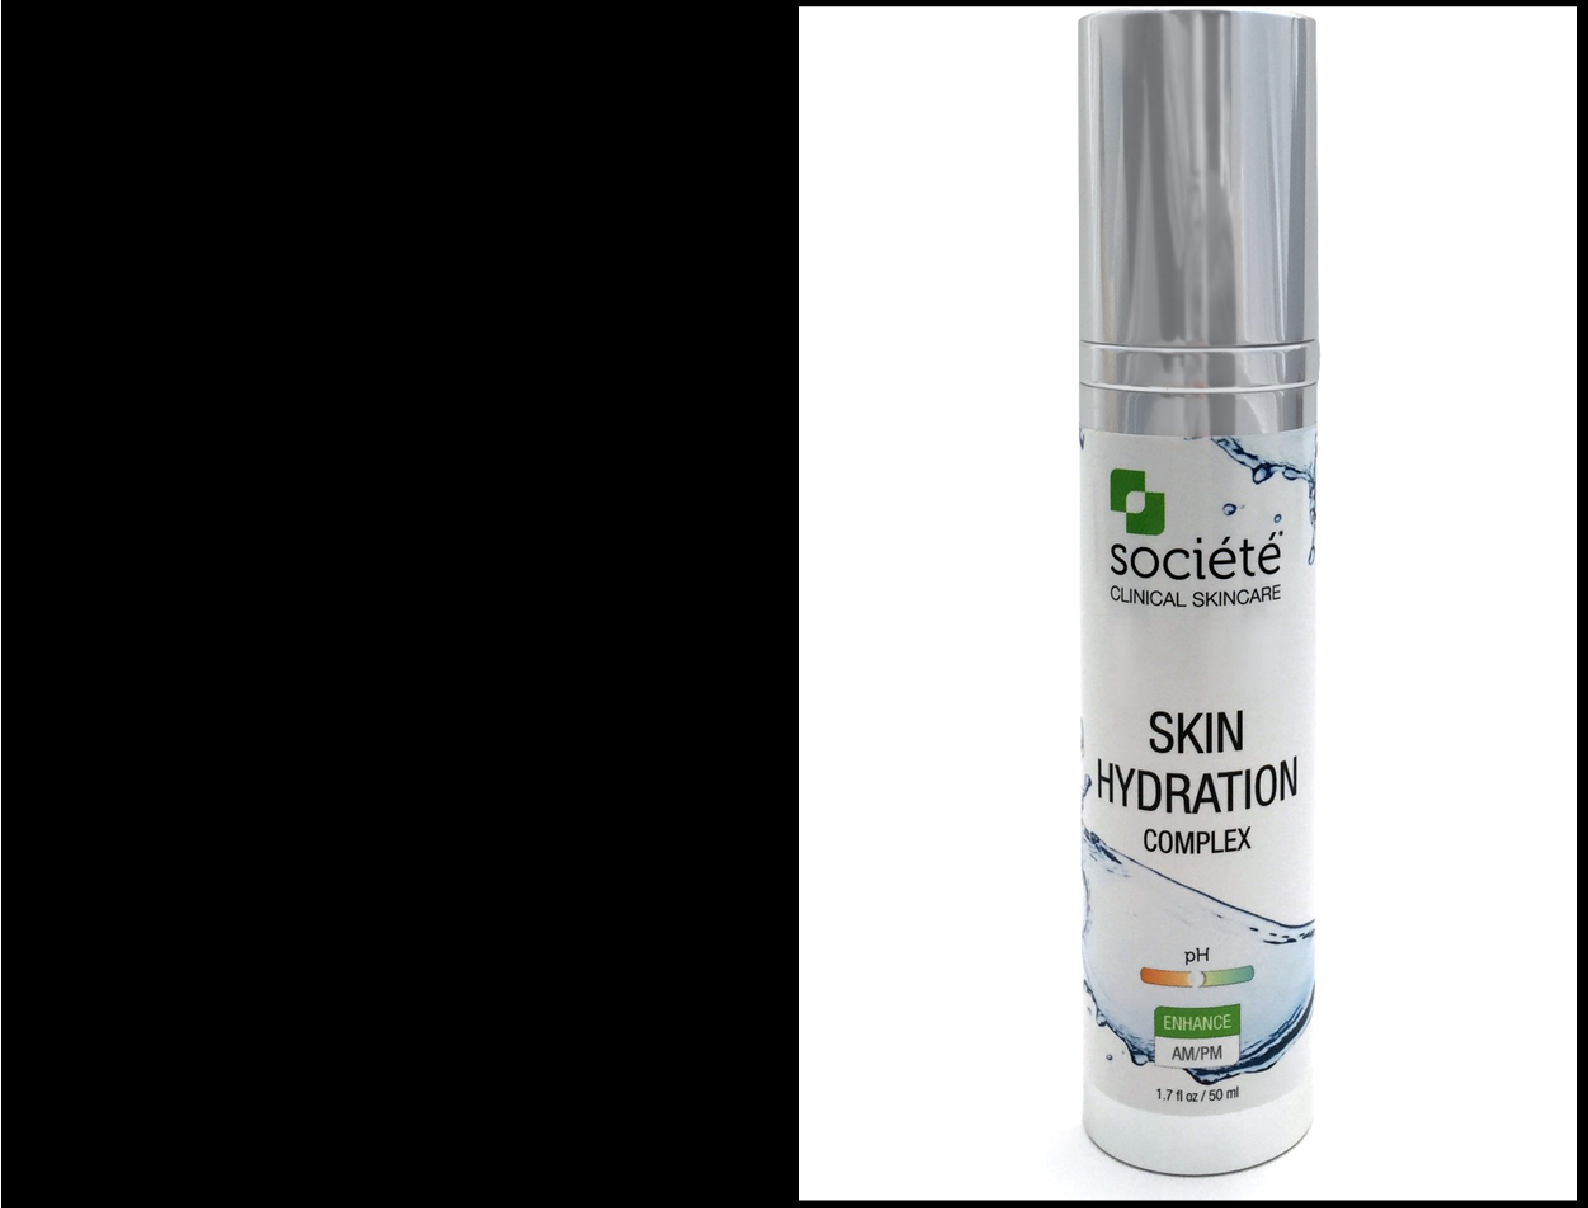 société
CLINICAL SKINCARE
SKIN
HYDRATION
COMPLEX
pH
ENHANCE
AM/PM
1.7 fl oz / 50 ml